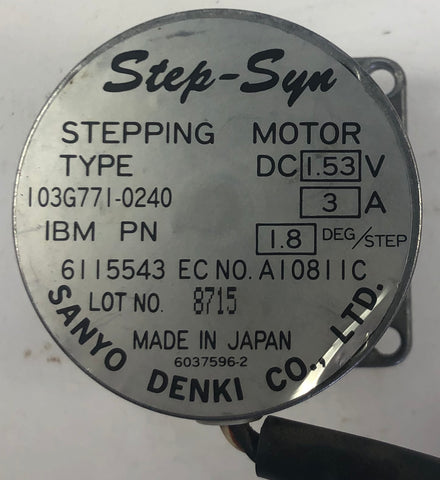 Step-Syn
STEPPING MOTOR
TYPE DC 1.53 V
103G771-0240 3 A
IBM PN 1.8 DEG/STEP
6115543 EC NO. A10811C
LOT NO. 8715
MADE IN JAPAN
6037596-2
SANYO DENKI CO., LTD.